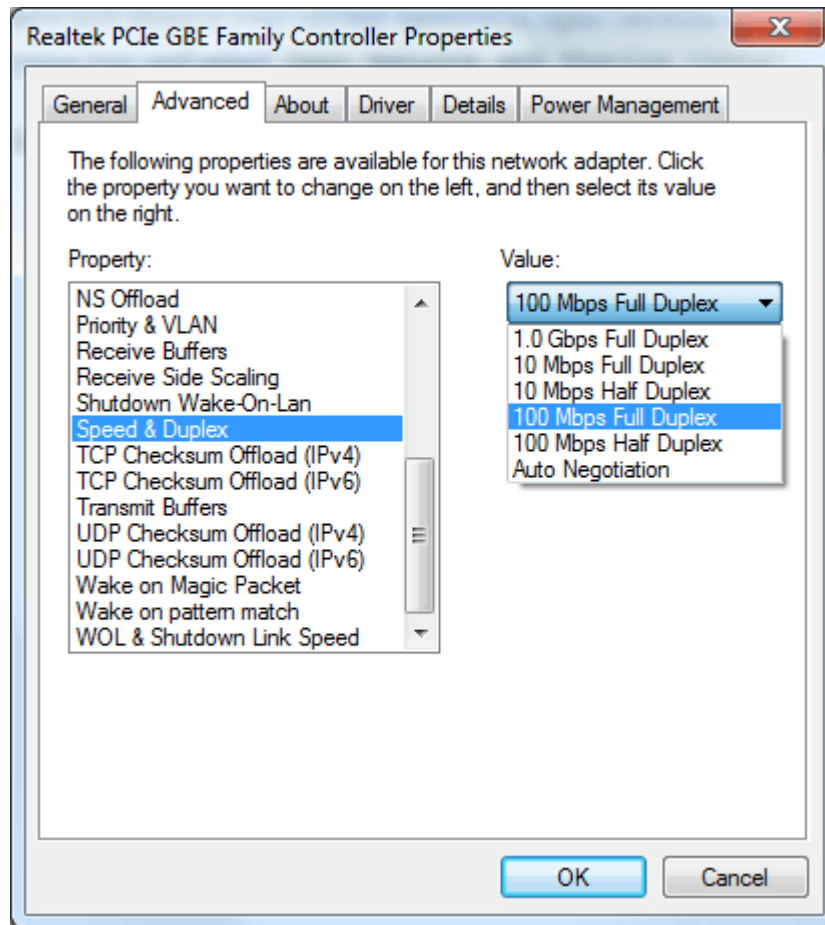 Realtek PCIe GBE Family Controller Properties
General
Advanced
About
Driver
Details
Power Management
The following properties are available for this network adapter. Click
the property you want to change on the left, and then select its value
on the right.
Property:
NS Offload
Priority & VLAN
Receive Buffers
Receive Side Scaling
Shutdown Wake-On-Lan
Speed & Duplex
TCP Checksum Offload (IPv4)
TCP Checksum Offload (IPv6)
Transmit Buffers
UDP Checksum Offload (IPv4)
UDP Checksum Offload (IPv6)
Wake on Magic Packet
Wake on pattern match
WOL & Shutdown Link Speed
Value:
100 Mbps Full Duplex
1.0 Gbps Full Duplex
10 Mbps Full Duplex
10 Mbps Half Duplex
100 Mbps Full Duplex
100 Mbps Half Duplex
Auto Negotiation
OK
Cancel